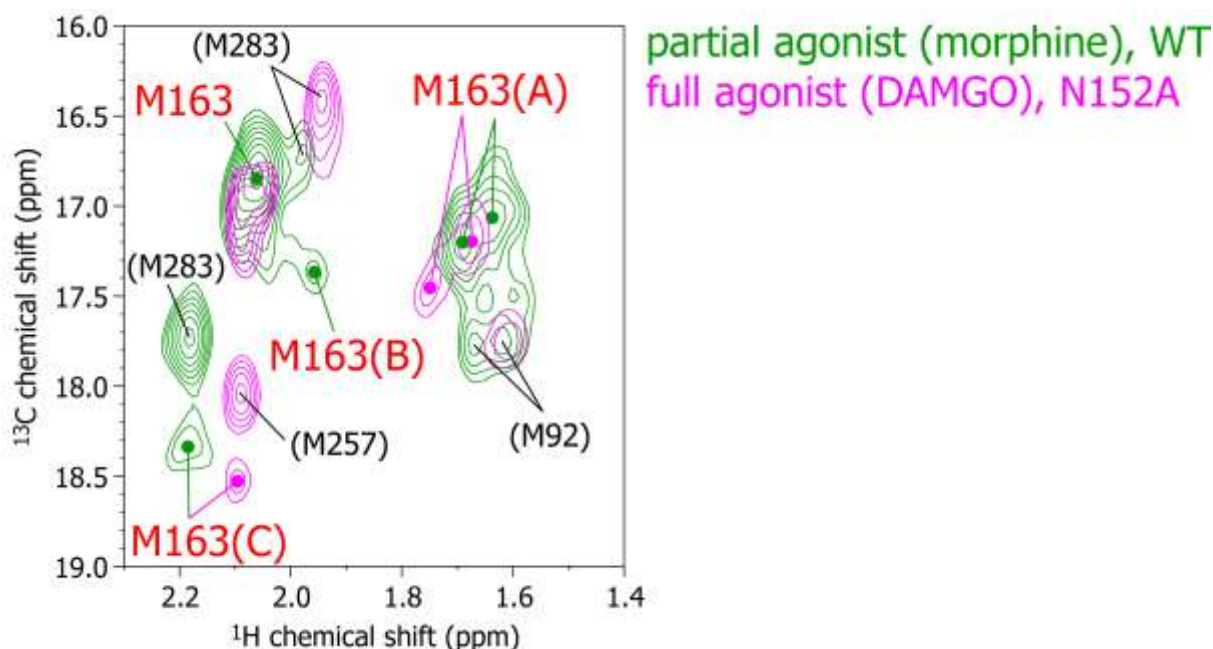 partial agonist (morphine), WT
full agonist (DAMGO), N152A
(M283)
M163
M163(A)
(M283)
M163(B)
(M257)
(M92)
M163(C)
16.0
16.5
17.0
17.5
18.0
18.5
19.0
13C chemical shift (ppm)
2.2 2.0 1.8 1.6 1.4
1H chemical shift (ppm)